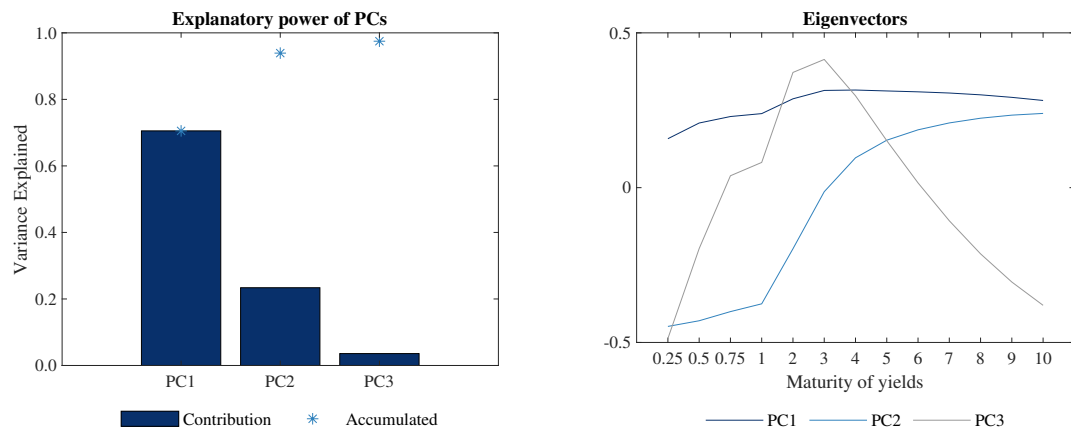 Explanatory power of PCs
1.0
0.8
0.6
0.4
0.2
0.0
Variance Explained
PC1 PC2 PC3
Contribution Accumulated
Eigenvectors
0.5
0
-0.5
0.25 0.5 0.75 1 2 3 4 5 6 7 8 9 10
Maturity of yields
PC1 PC2 PC3